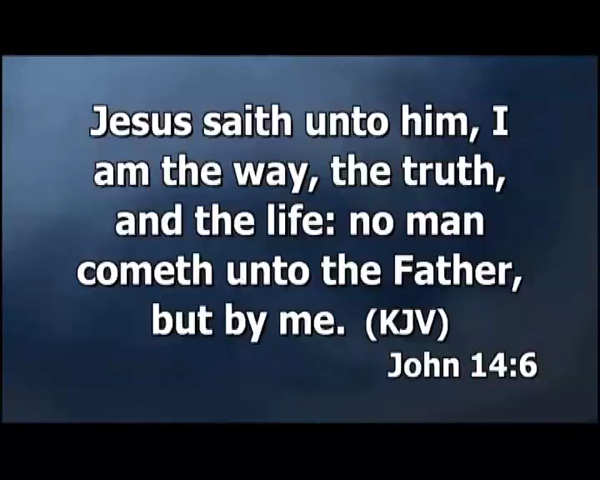 Jesus saith unto him, I
am the way, the truth,
and the life: no man
cometh unto the Father,
but by me. (KJV)
John 14:6